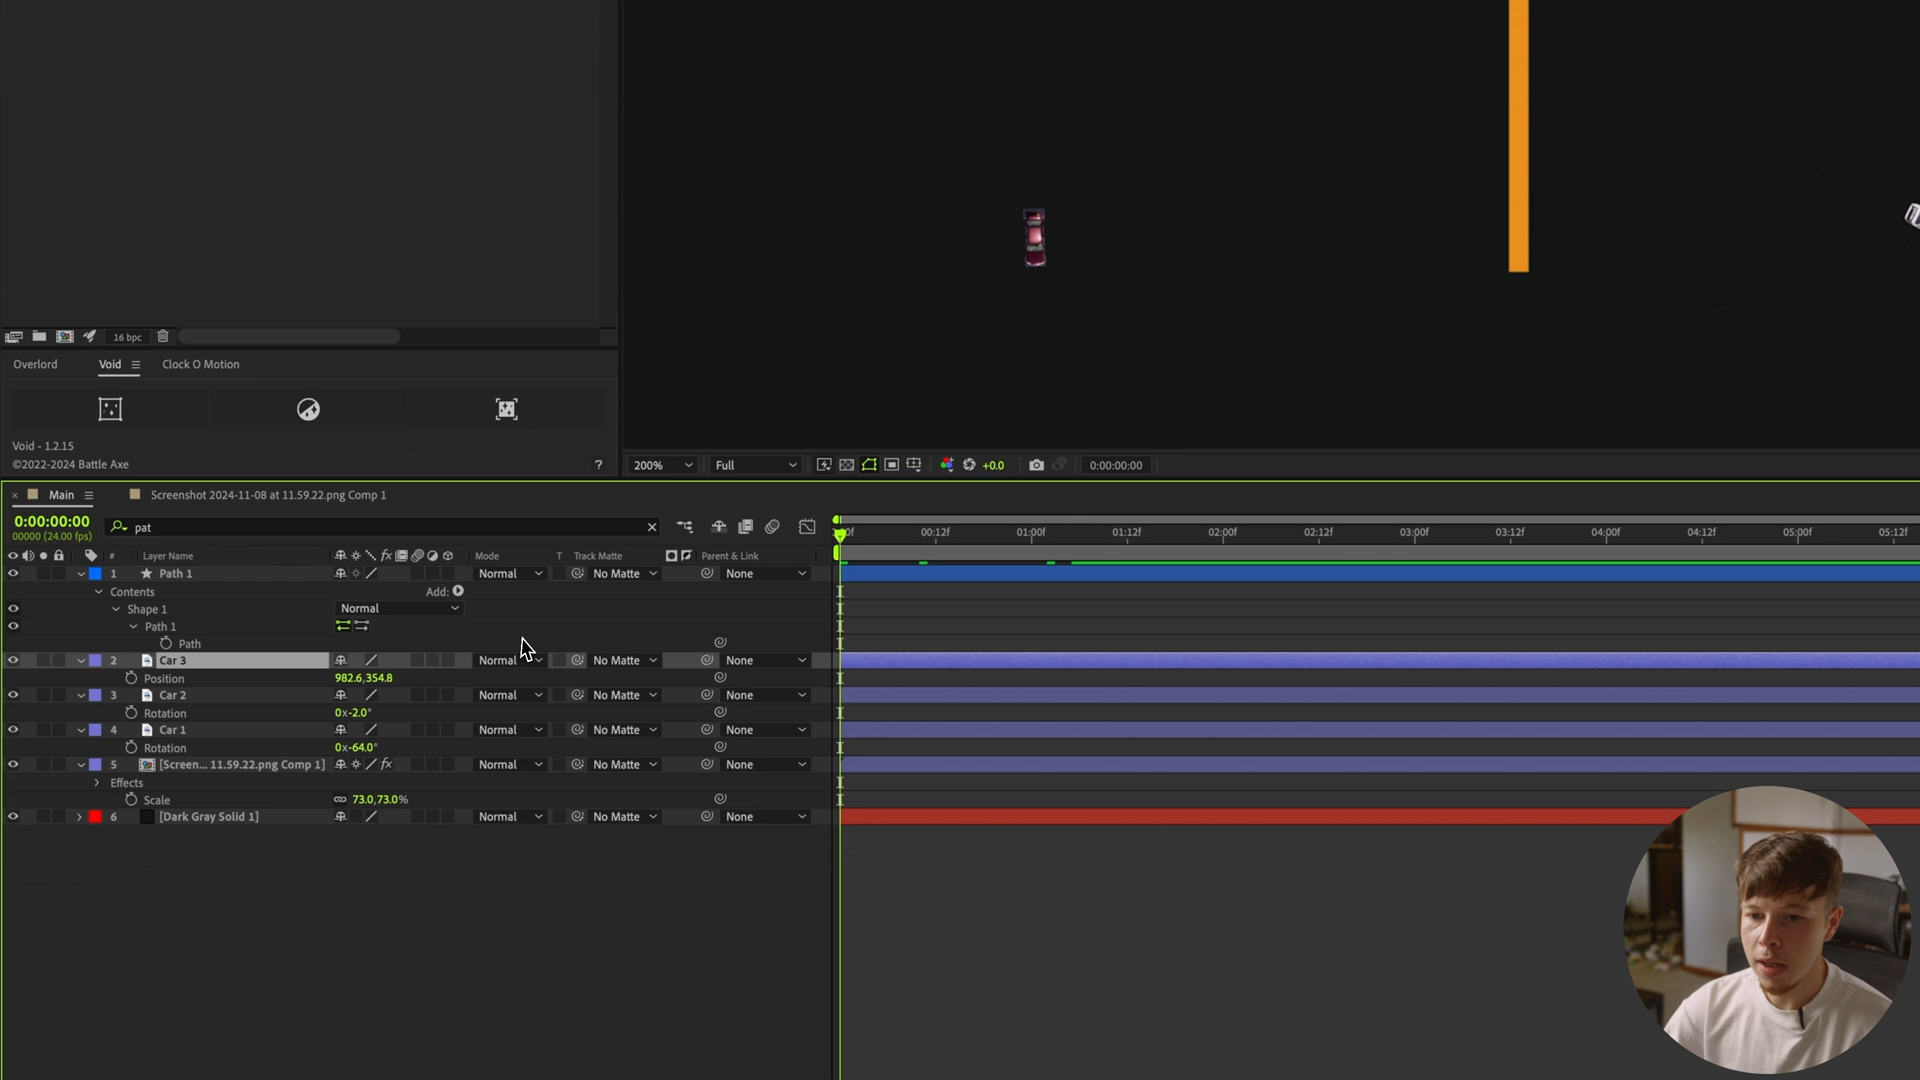 16 bpc
Overlord Void Clock O Motion
Void - 1.2.15
©2022-2024 Battle Axe ?
200% Full +0.0 0:00:00:00
× Main Screenshot 2024-11-08 at 11.59.22.png Comp 1
0:00:00:00
00000 (24.00 fps)
pat
00f 00:12f 01:00f 01:12f 02:00f 02:12f 03:00f 03:12f 04:00f 04:12f 05:00f 05:12f
# Layer Name fx Mode T Track Matte Parent & Link
1 Path 1 Normal No Matte None
Contents Add:
Shape 1 Normal
Path 1
Path
2 Car 3 Normal No Matte None
Position 982.6,354.8
3 Car 2 Normal No Matte None
Rotation 0x-2.0°
4 Car 1 Normal No Matte None
Rotation 0x-64.0°
5 [Screen... 11.59.22.png Comp 1] fx Normal No Matte None
Effects
Scale 73.0,73.0%
6 [Dark Gray Solid 1] Normal No Matte None